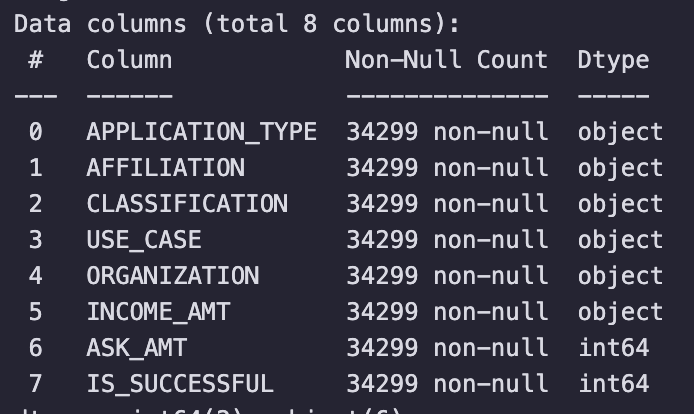 Data columns (total 8 columns):
 #   Column            Non-Null Count  Dtype
---  ------            --------------  -----
 0   APPLICATION_TYPE  34299 non-null  object
 1   AFFILIATION       34299 non-null  object
 2   CLASSIFICATION    34299 non-null  object
 3   USE_CASE          34299 non-null  object
 4   ORGANIZATION      34299 non-null  object
 5   INCOME_AMT        34299 non-null  object
 6   ASK_AMT           34299 non-null  int64
 7   IS_SUCCESSFUL     34299 non-null  int64